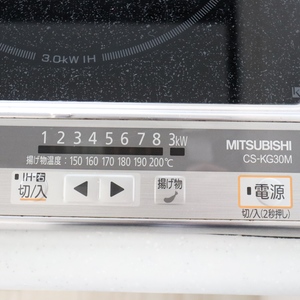 3.0kW IH
1 2 3 4 5 6 7 8 3kW
揚げ物温度: 150 160 170 180 190 200℃
MITSUBISHI
CS-KG30M
IH-右
切/入
揚げ物
電源
切/入(2秒押し)